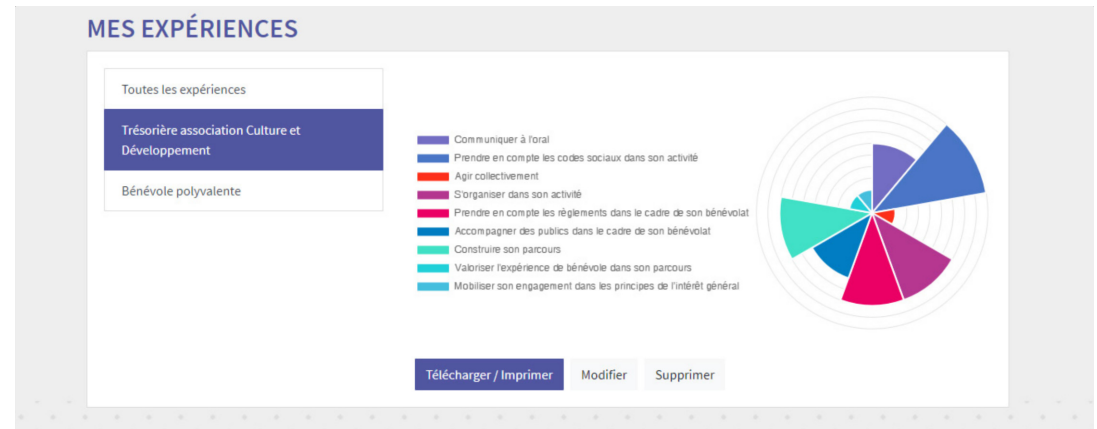 MES EXPÉRIENCES
Toutes les expériences
Trésorière association Culture et
Développement
Bénévole polyvalente
Communiquer à l'oral
Prendre en compte les codes sociaux dans son activité
Agir collectivement
S'organiser dans son activité
Prendre en compte les règlements dans le cadre de son bénévolat
Accompagner des publics dans le cadre de son bénévolat
Construire son parcours
Valoriser l'expérience de bénévole dans son parcours
Mobiliser son engagement dans les principes de l'intérêt général
Télécharger / Imprimer Modifier Supprimer